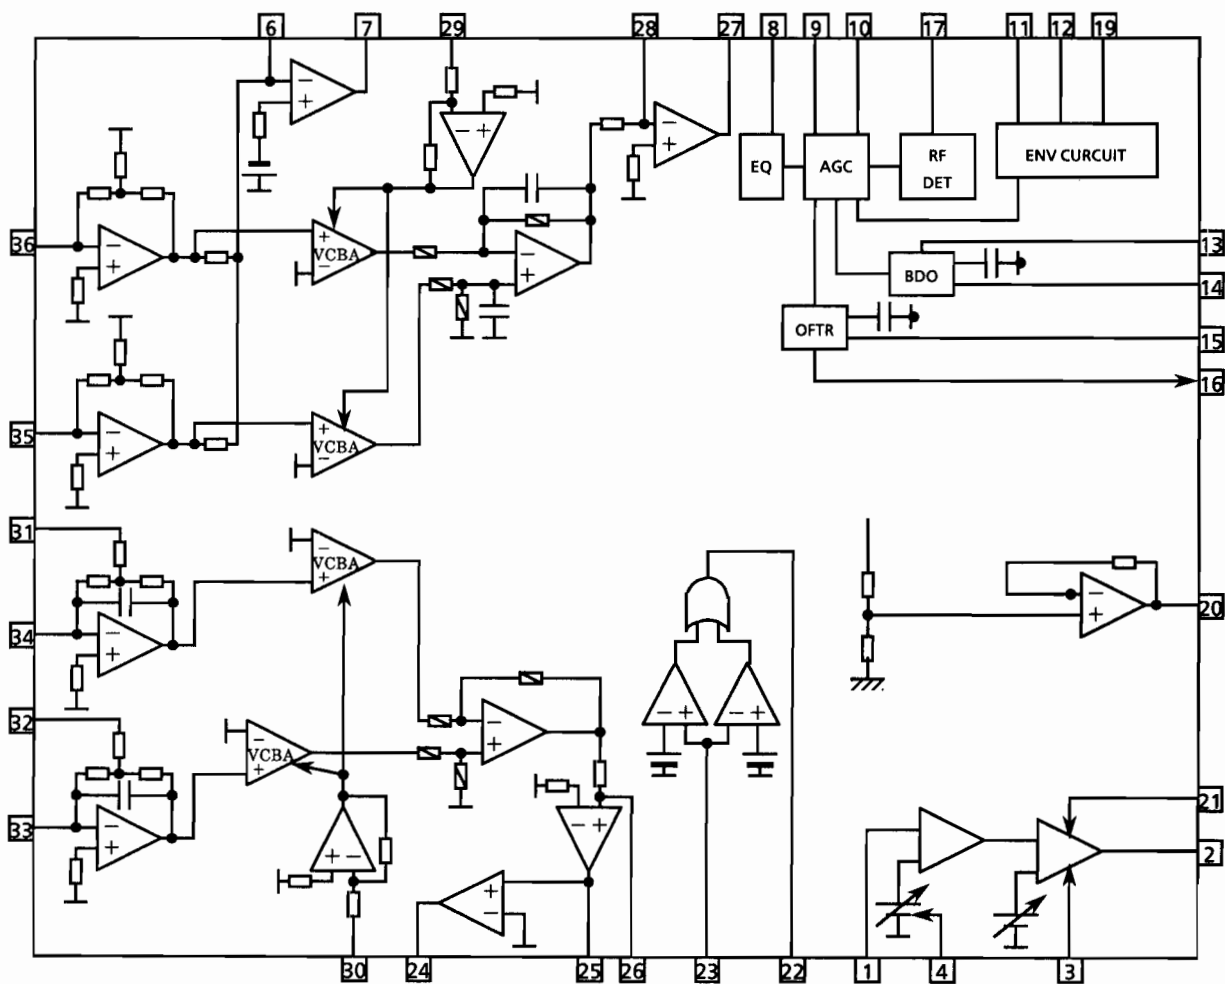 6 7 29 28 27 8 9 10 17 11 12 19
− +
− +
− +
EQ AGC RF DET ENV CURCUIT
36
− +
+ VCBA −
− +
13
BDO
14
OFTR
15
16
35
− +
+ VCBA −
31
− VCBA +
34
− +
− +
20
32
− + − +
− +
− VCBA +
33
− +
− +
21
2
+ −
+ −
30 24 25 26 23 22 1 4 3